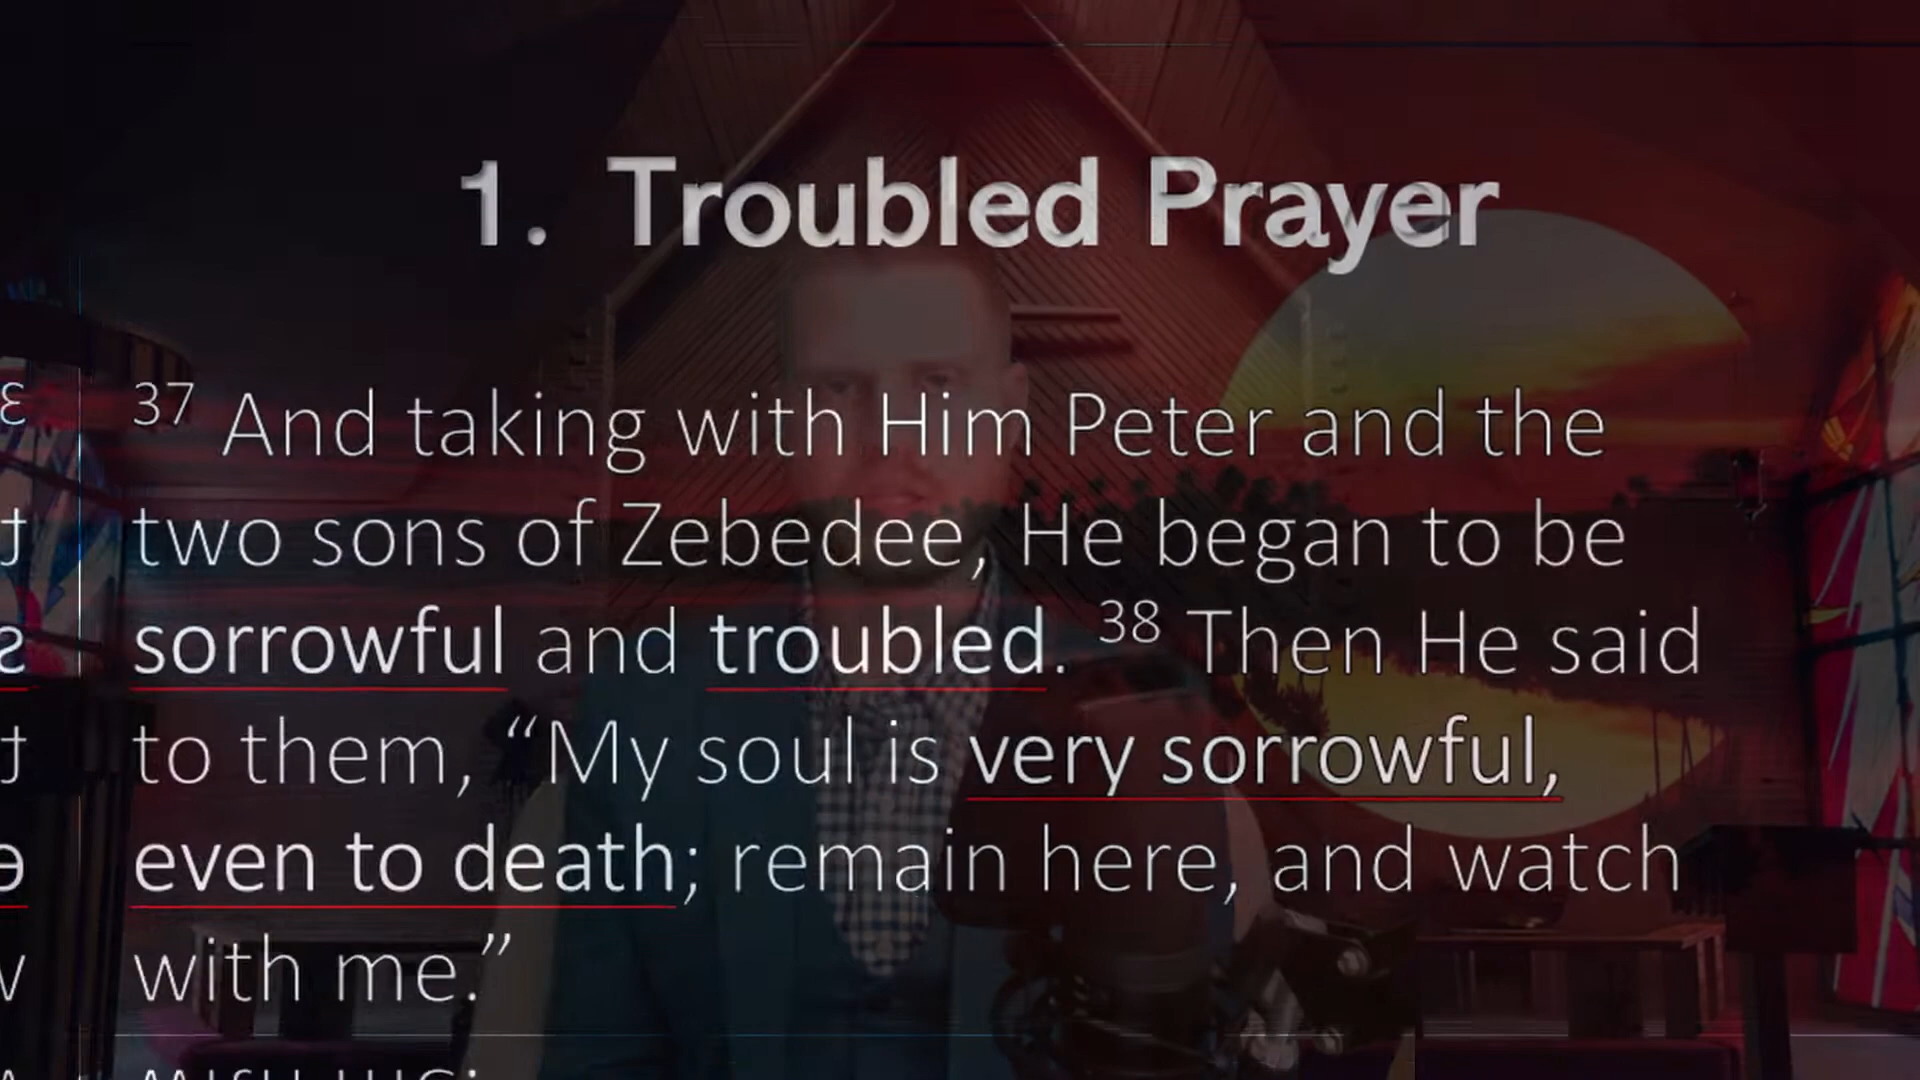 1. Troubled Prayer
37 And taking with Him Peter and the
two sons of Zebedee, He began to be
sorrowful and troubled. 38 Then He said
to them, “My soul is very sorrowful,
even to death; remain here, and watch
with me.”